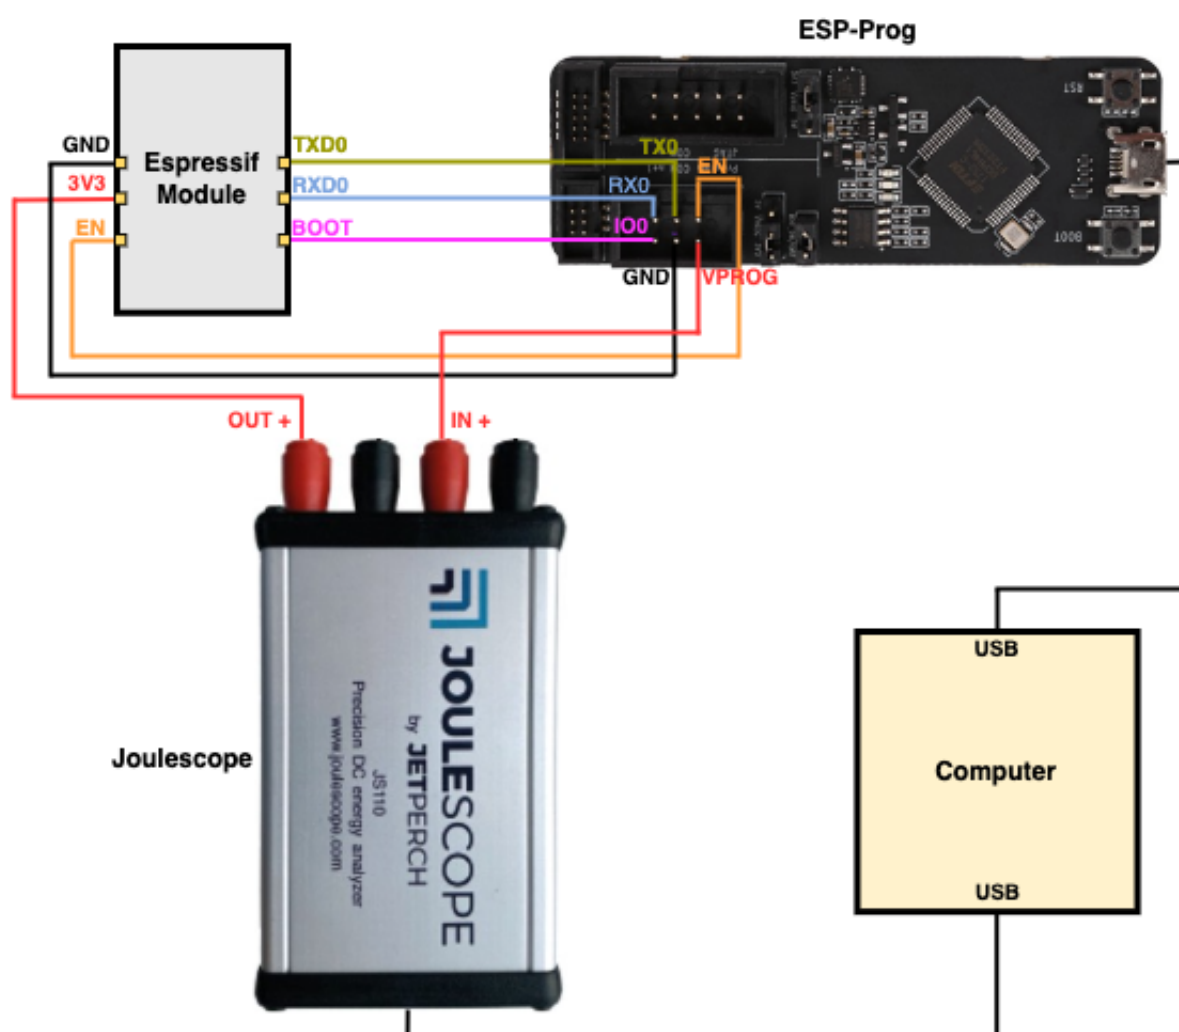 ESP-Prog
GND
3V3
EN
Espressif
Module
TXD0
RXD0
BOOT
TX0
EN
RX0
IO0
GND
VPROG
RST
BOOT
OUT +
IN +
Joulescope
JOULESCOPE
by JETPERCH
JS110
Precision DC energy analyzer
www.joulescope.com
USB
Computer
USB